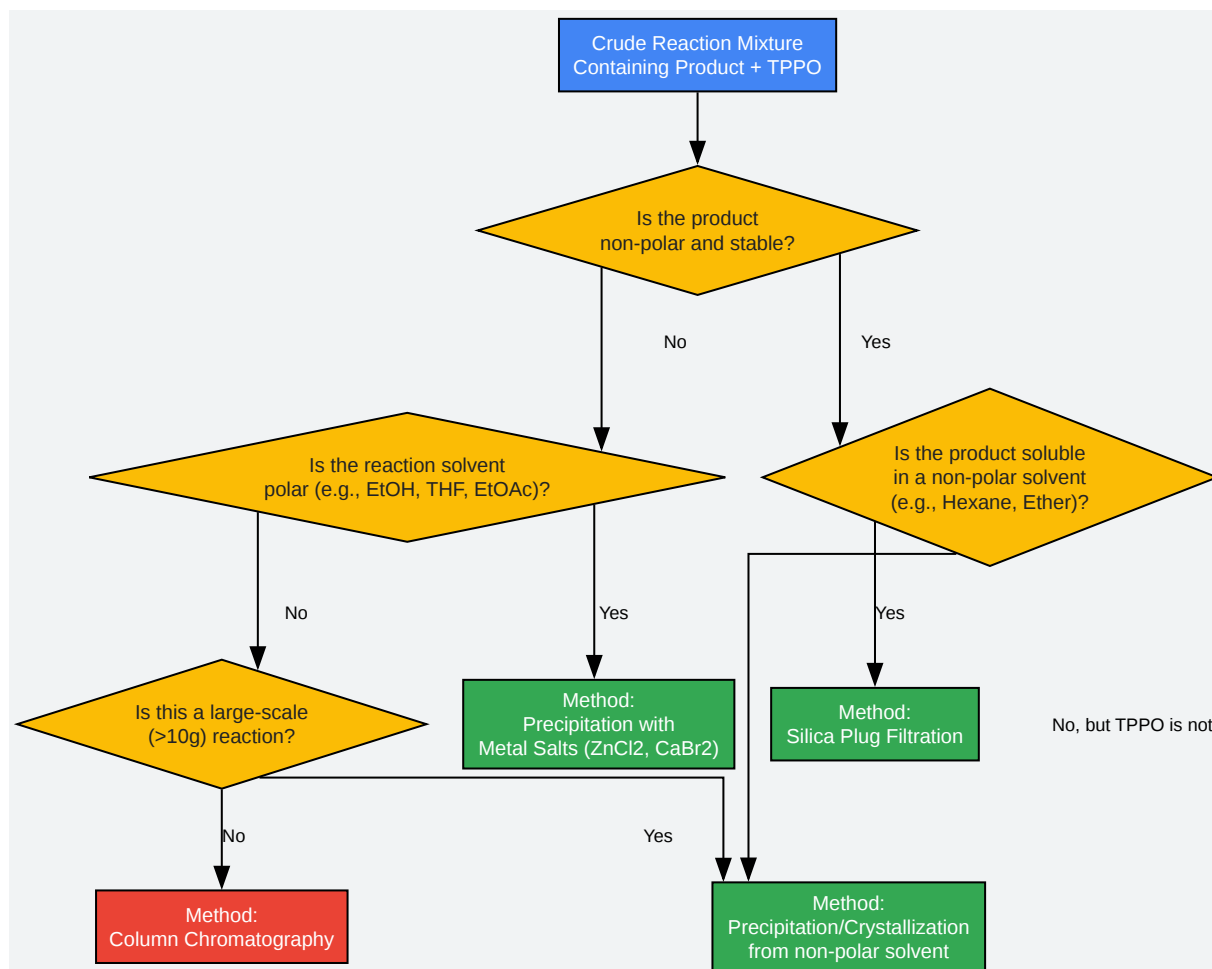 Crude Reaction Mixture
Containing Product + TPPO
Is the product
non-polar and stable?
No
Yes
Is the reaction solvent
polar (e.g., EtOH, THF, EtOAc)?
Is the product soluble
in a non-polar solvent
(e.g., Hexane, Ether)?
No
Yes
Yes
Is this a large-scale
(>10g) reaction?
Method:
Precipitation with
Metal Salts (ZnCl2, CaBr2)
Method:
Silica Plug Filtration
No, but TPPO is not
No
Yes
Method:
Column Chromatography
Method:
Precipitation/Crystallization
from non-polar solvent